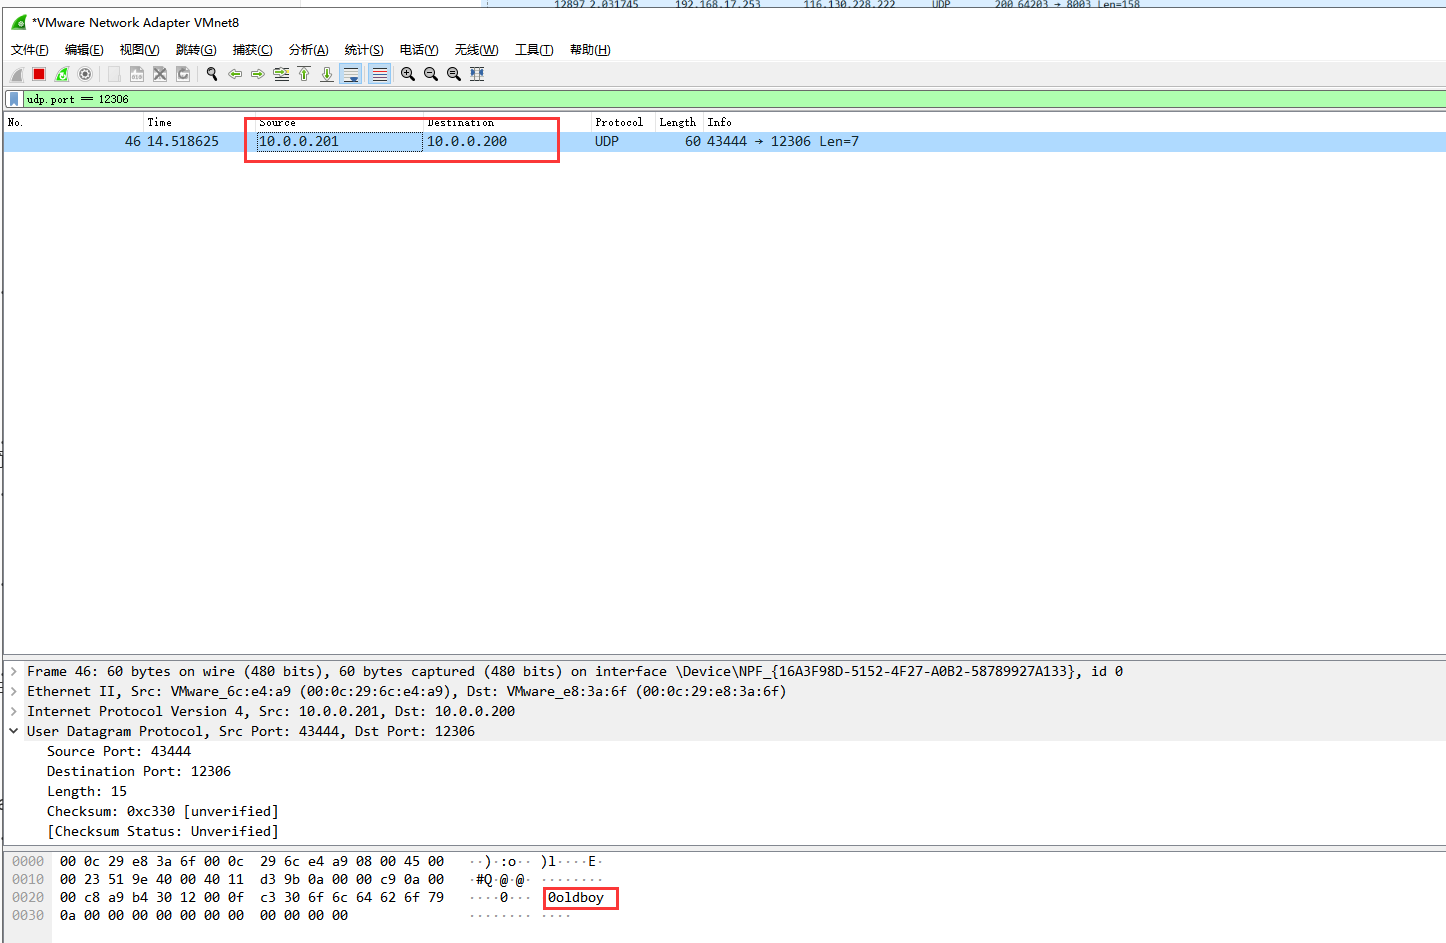 12897 2.031745 192.168.17.253 116.130.228.222 UDP 200 64203 → 8003 Len=158
*VMware Network Adapter VMnet8
文件(F) 编辑(E) 视图(V) 跳转(G) 捕获(C) 分析(A) 统计(S) 电话(Y) 无线(W) 工具(T) 帮助(H)
udp.port == 12306
No. Time Source Destination Protocol Length Info
46 14.518625 10.0.0.201 10.0.0.200 UDP 60 43444 → 12306 Len=7
Frame 46: 60 bytes on wire (480 bits), 60 bytes captured (480 bits) on interface \Device\NPF_{16A3F98D-5152-4F27-A0B2-58789927A133}, id 0
Ethernet II, Src: VMware_6c:e4:a9 (00:0c:29:6c:e4:a9), Dst: VMware_e8:3a:6f (00:0c:29:e8:3a:6f)
Internet Protocol Version 4, Src: 10.0.0.201, Dst: 10.0.0.200
User Datagram Protocol, Src Port: 43444, Dst Port: 12306
Source Port: 43444
Destination Port: 12306
Length: 15
Checksum: 0xc330 [unverified]
[Checksum Status: Unverified]
0000 00 0c 29 e8 3a 6f 00 0c 29 6c e4 a9 08 00 45 00 ··)·:o·· )l····E·
0010 00 23 51 9e 40 00 40 11 d3 9b 0a 00 00 c9 0a 00 ·#Q·@·@· ········
0020 00 c8 a9 b4 30 12 00 0f c3 30 6f 6c 64 62 6f 79 ····0··· ·0oldboy
0030 0a 00 00 00 00 00 00 00 00 00 00 00 ········ ····